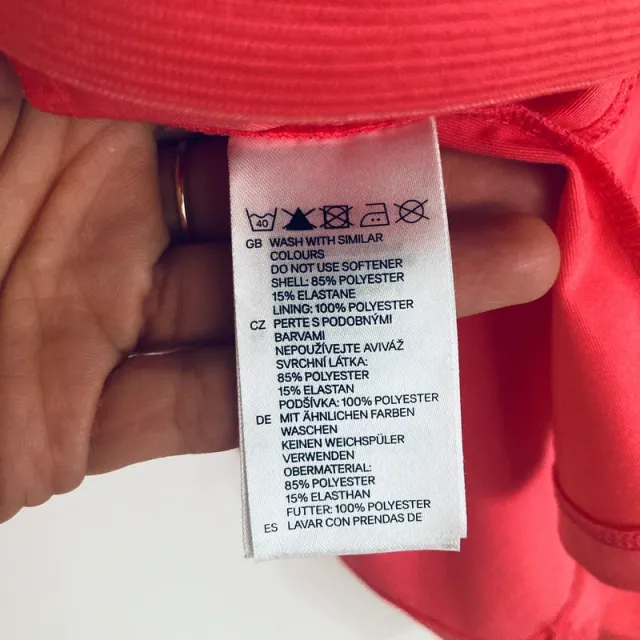 40
GB WASH WITH SIMILAR
COLOURS
DO NOT USE SOFTENER
SHELL: 85% POLYESTER
15% ELASTANE
LINING: 100% POLYESTER
CZ PERTE S PODOBNÝMI
BARVAMI
NEPOUŽÍVEJTE AVIVÁŽ
SVRCHNÍ LÁTKA:
85% POLYESTER
15% ELASTAN
PODŠÍVKA: 100% POLYESTER
DE MIT ÄHNLICHEN FARBEN
WASCHEN
KEINEN WEICHSPÜLER
VERWENDEN
OBERMATERIAL:
85% POLYESTER
15% ELASTHAN
FUTTER: 100% POLYESTER
ES LAVAR CON PRENDAS DE